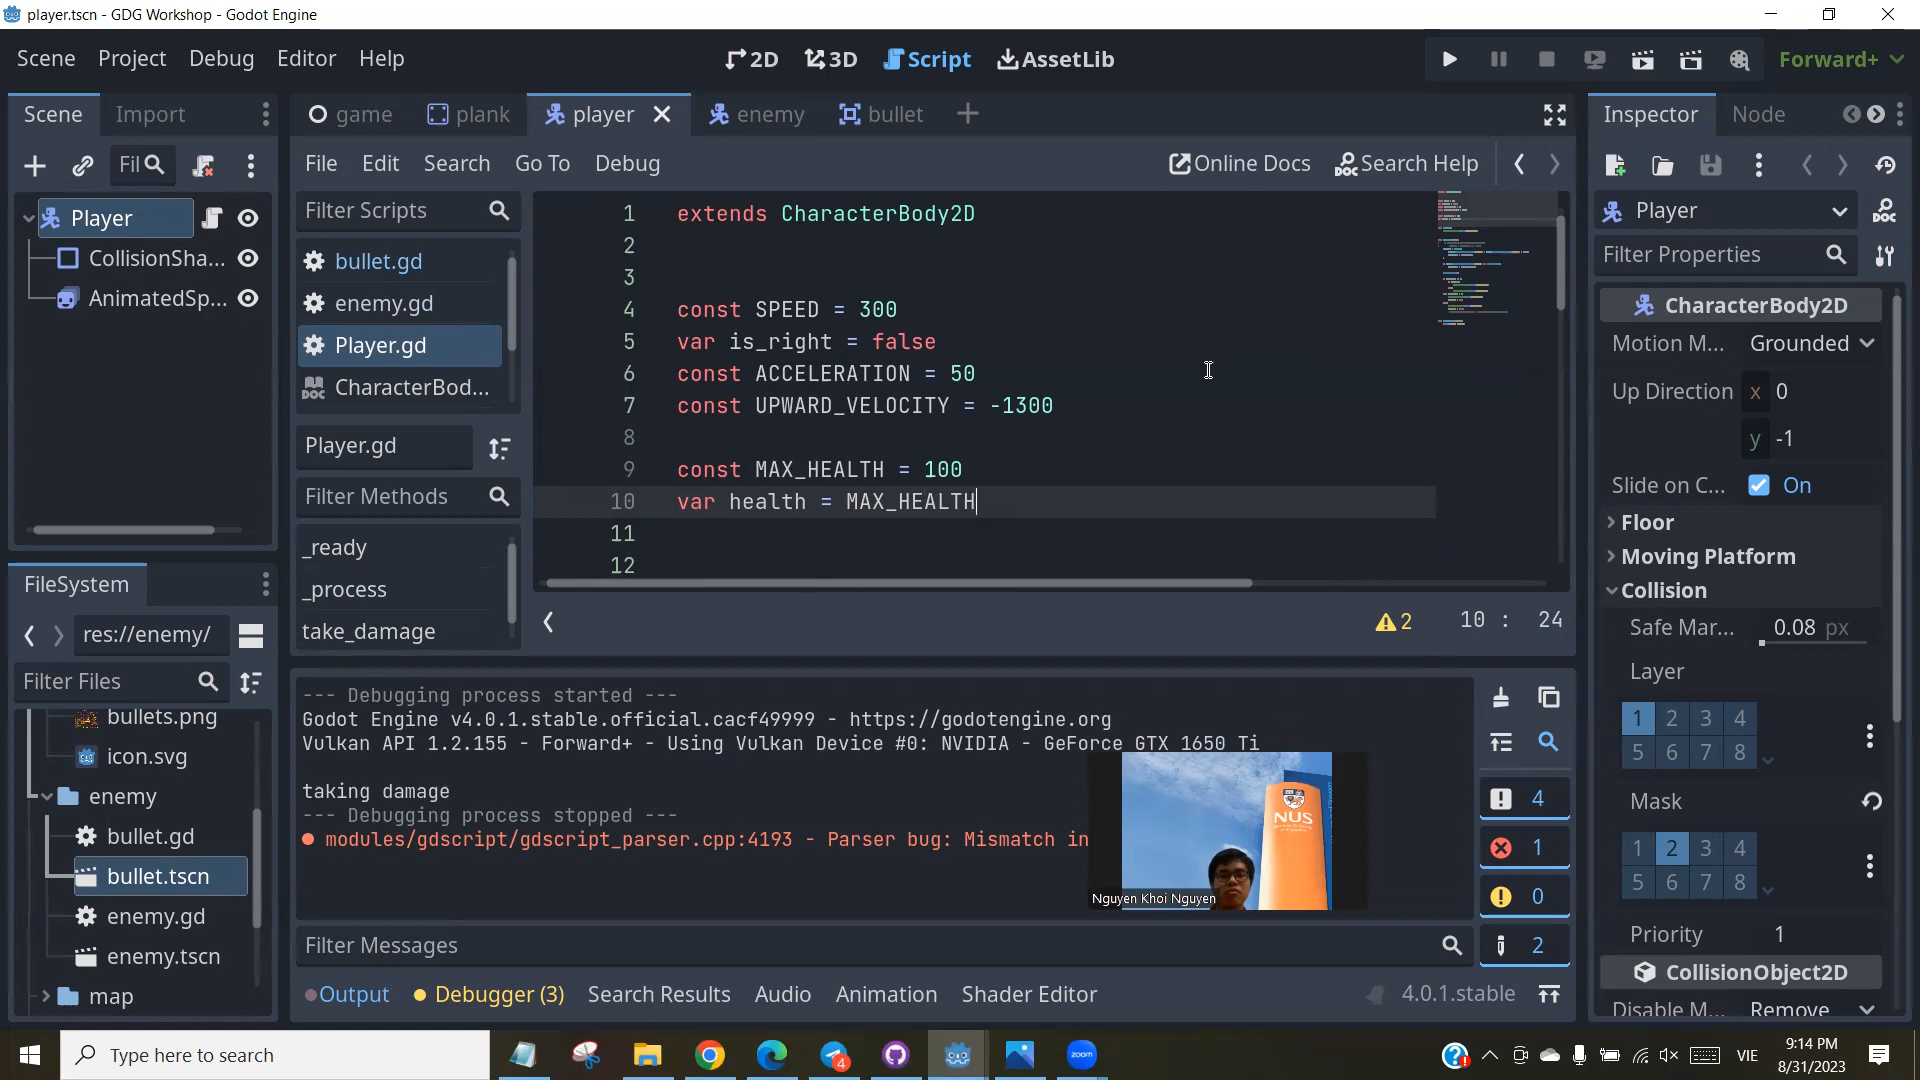 player.tscn - GDG Workshop - Godot Engine
Scene Project Debug Editor Help
2D 3D Script AssetLib
Forward+
Scene Import
game plank player enemy bullet
Inspector Node
Fil
File Edit Search Go To Debug
Online Docs Search Help
Player
CollisionSha...
AnimatedSp...
Filter Scripts
bullet.gd
enemy.gd
Player.gd
CharacterBod...
Player.gd
Filter Methods
_ready
_process
take_damage
1 extends CharacterBody2D
2
3
4 const SPEED = 300
5 var is_right = false
6 const ACCELERATION = 50
7 const UPWARD_VELOCITY = -1300
8
9 const MAX_HEALTH = 100
10 var health = MAX_HEALTH
11
12
2 10 : 24
Player
Filter Properties
CharacterBody2D
Motion M... Grounded
Up Direction x 0
y -1
Slide on C... On
Floor
Moving Platform
Collision
Safe Mar... 0.08 px
Layer
1 2 3 4
5 6 7 8
Mask
1 2 3 4
5 6 7 8
Priority 1
CollisionObject2D
Disable M... Remove
FileSystem
res://enemy/
Filter Files
bullets.png
icon.svg
enemy
bullet.gd
bullet.tscn
enemy.gd
enemy.tscn
map
--- Debugging process started ---
Godot Engine v4.0.1.stable.official.cacf49999 - https://godotengine.org
Vulkan API 1.2.155 - Forward+ - Using Vulkan Device #0: NVIDIA - GeForce GTX 1650 Ti
taking damage
--- Debugging process stopped ---
modules/gdscript/gdscript_parser.cpp:4193 - Parser bug: Mismatch in
NUS
Nguyen Khoi Nguyen
4
1
0
2
Filter Messages
Output Debugger (3) Search Results Audio Animation Shader Editor
4.0.1.stable
Type here to search
4
zoom
VIE
9:14 PM
8/31/2023